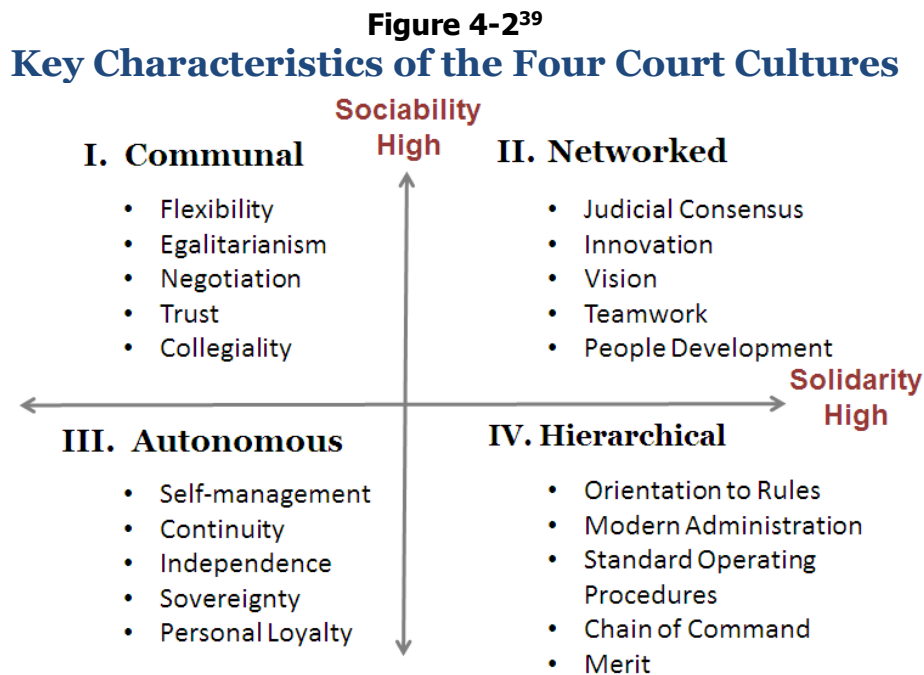 Figure 4-2³⁹
Key Characteristics of the Four Court Cultures
Sociability
High
I. Communal
• Flexibility
• Egalitarianism
• Negotiation
• Trust
• Collegiality
II. Networked
• Judicial Consensus
• Innovation
• Vision
• Teamwork
• People Development
Solidarity
High
III. Autonomous
• Self-management
• Continuity
• Independence
• Sovereignty
• Personal Loyalty
IV. Hierarchical
• Orientation to Rules
• Modern Administration
• Standard Operating
Procedures
• Chain of Command
• Merit